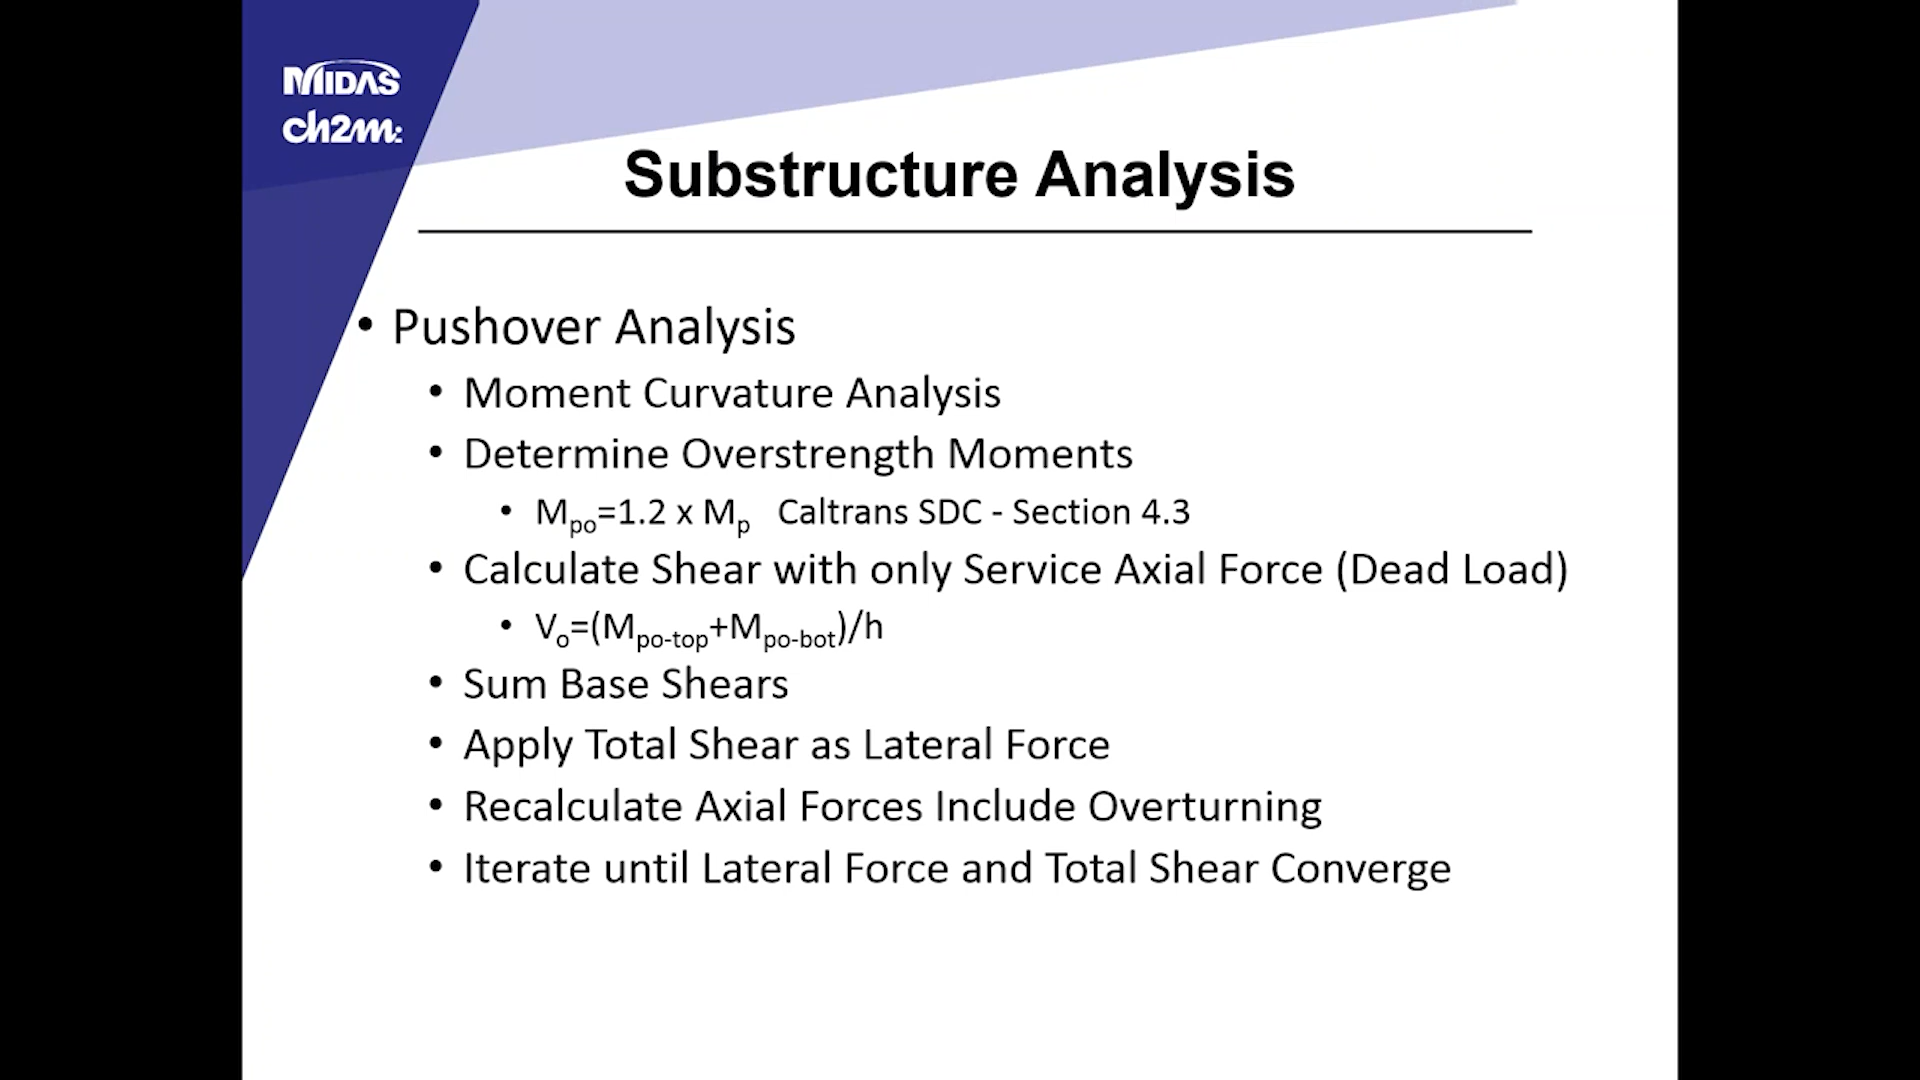 MIDAS
ch2m:
Substructure Analysis
• Pushover Analysis
• Moment Curvature Analysis
• Determine Overstrength Moments
• Mpo=1.2 x Mp Caltrans SDC - Section 4.3
• Calculate Shear with only Service Axial Force (Dead Load)
• Vo=(Mpo-top+Mpo-bot)/h
• Sum Base Shears
• Apply Total Shear as Lateral Force
• Recalculate Axial Forces Include Overturning
• Iterate until Lateral Force and Total Shear Converge